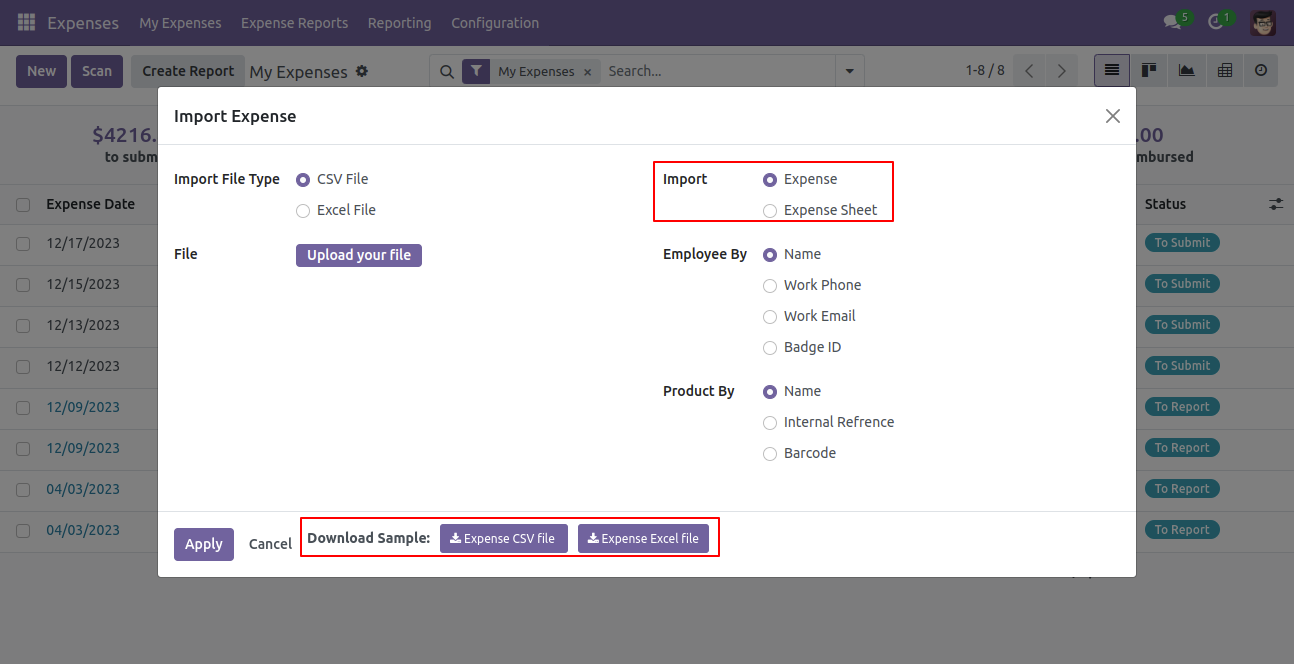 Expenses My Expenses Expense Reports Reporting Configuration 5 1
New Scan Create Report My Expenses My Expenses × Search... 1-8 / 8
Import Expense
$4216. .00
to subm mbursed
Import File Type CSV File Import Expense
Excel File Expense Sheet
Expense Date Status
12/17/2023 To Submit
File Upload your file Employee By Name
12/15/2023 Work Phone To Submit
12/13/2023 Work Email To Submit
Badge ID
12/12/2023 To Submit
Product By Name
12/09/2023 To Report
Internal Refrence
12/09/2023 Barcode To Report
04/03/2023 To Report
04/03/2023 To Report
Apply Cancel Download Sample: Expense CSV file Expense Excel file